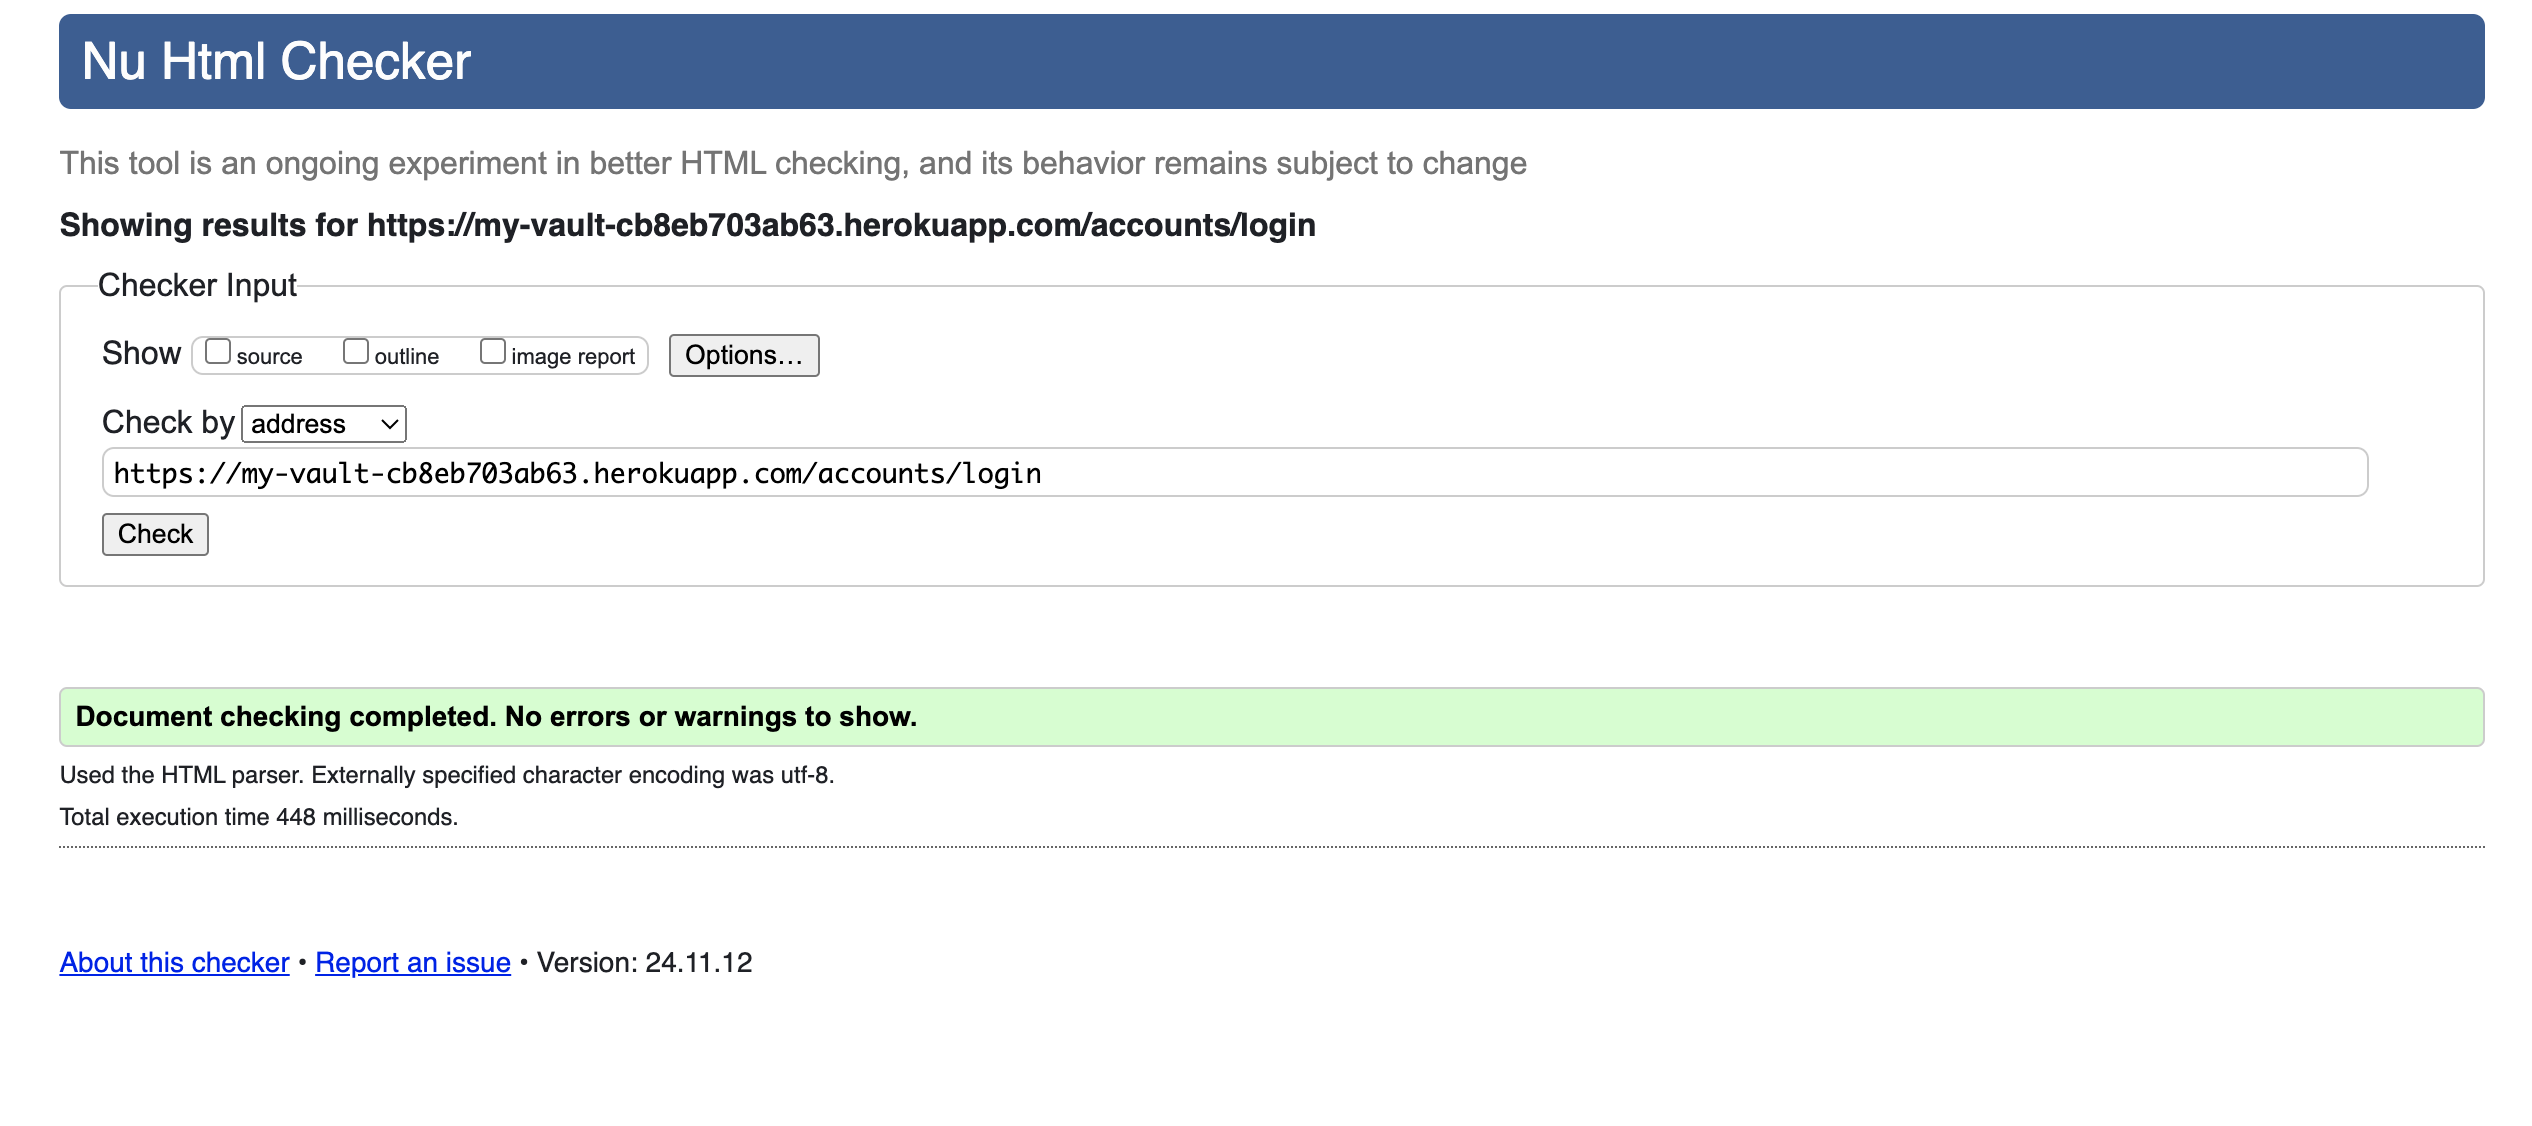 Nu Html Checker
This tool is an ongoing experiment in better HTML checking, and its behavior remains subject to change
Showing results for https://my-vault-cb8eb703ab63.herokuapp.com/accounts/login
Checker Input
Show source outline image report Options...
Check by address
https://my-vault-cb8eb703ab63.herokuapp.com/accounts/login
Check
Document checking completed. No errors or warnings to show.
Used the HTML parser. Externally specified character encoding was utf-8.
Total execution time 448 milliseconds.
About this checker • Report an issue • Version: 24.11.12